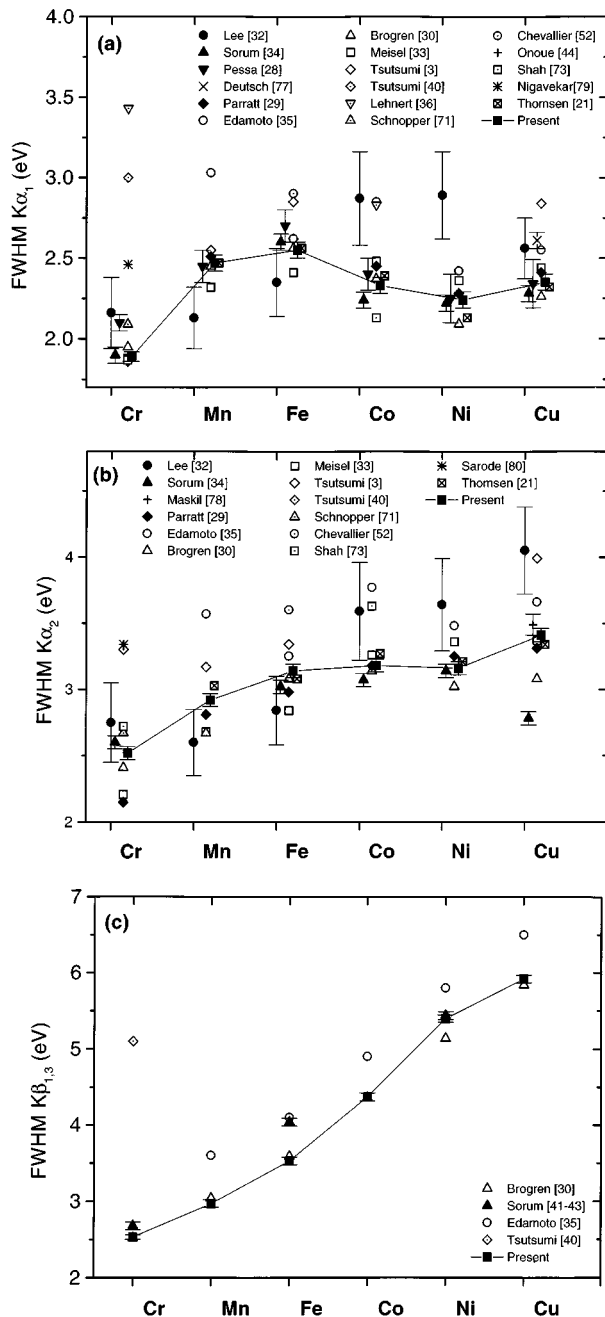 (a)
Lee [32]
Sorum [34]
Pessa [28]
Deutsch [77]
Parratt [29]
Edamoto [35]
Brogren [30]
Meisel [33]
Tsutsumi [3]
Tsutsumi [40]
Lehnert [36]
Schnopper [71]
Chevallier [52]
Onoue [44]
Shah [73]
Nigavekar [79]
Thomsen [21]
Present
FWHM Kα1 (eV)
4.0
3.5
3.0
2.5
2.0
Cr Mn Fe Co Ni Cu
(b)
Lee [32]
Sorum [34]
Maskil [78]
Parratt [29]
Edamoto [35]
Brogren [30]
Meisel [33]
Tsutsumi [3]
Tsutsumi [40]
Schnopper [71]
Chevallier [52]
Shah [73]
Sarode [80]
Thomsen [21]
Present
FWHM Kα2 (eV)
4
3
2
Cr Mn Fe Co Ni Cu
(c)
FWHM Kβ1,3 (eV)
7
6
5
4
3
2
Brogren [30]
Sorum [41-43]
Edamoto [35]
Tsutsumi [40]
Present
Cr Mn Fe Co Ni Cu